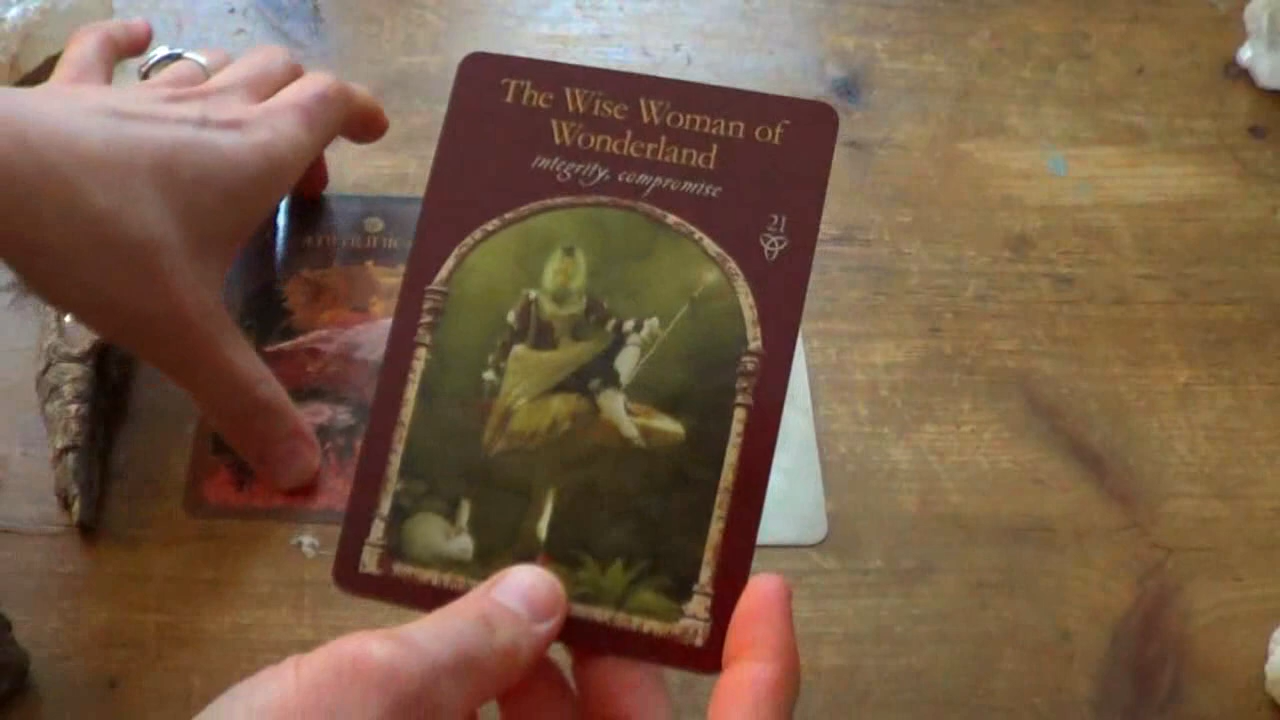 The Wise Woman of
Wonderland
integrity, compromise
21